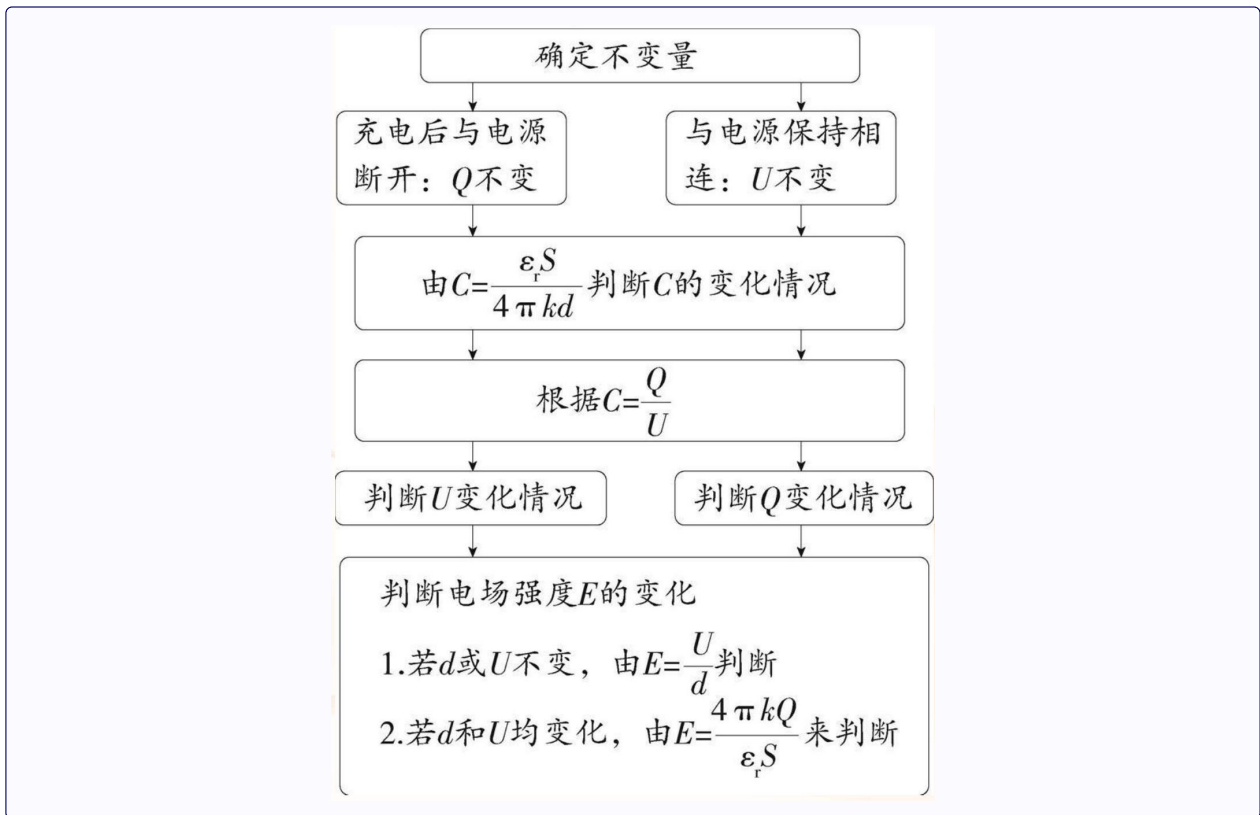 确定不变量
充电后与电源
断开：Q不变
与电源保持相
连：U不变
由C=εrS/4πkd判断C的变化情况
根据C=Q/U
判断U变化情况
判断Q变化情况
判断电场强度E的变化
1.若d或U不变，由E=U/d判断
2.若d和U均变化，由E=4πkQ/εrS来判断